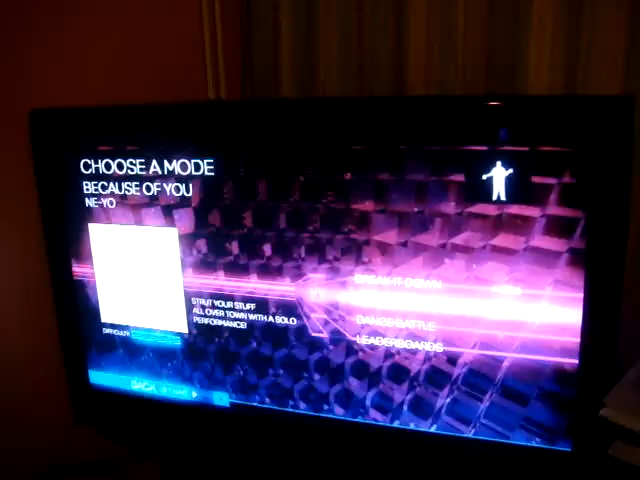 CHOOSE A MODE
BECAUSE OF YOU
NE-YO
STRUT YOUR STUFF
ALL OVER TOWN WITH A SOLO
PERFORMANCE!
DIFFICULTY
BREAK IT DOWN
DANCE BATTLE
LEADERBOARDS
BACK